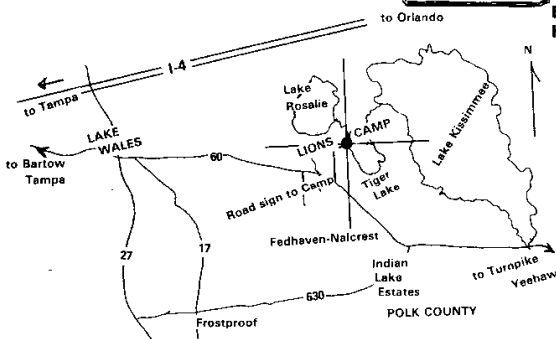 to Orlando
I-4
to Tampa
N
Lake
Rosalie
Lake Kissimmee
LAKE
WALES
LIONS CAMP
to Bartow
Tampa
60
Tiger
Lake
Road sign to Camp
Fedhaven-Nalcrest
27
17
Indian
Lake
Estates
to Turnpike
Yeehaw
630
POLK COUNTY
Frostproof